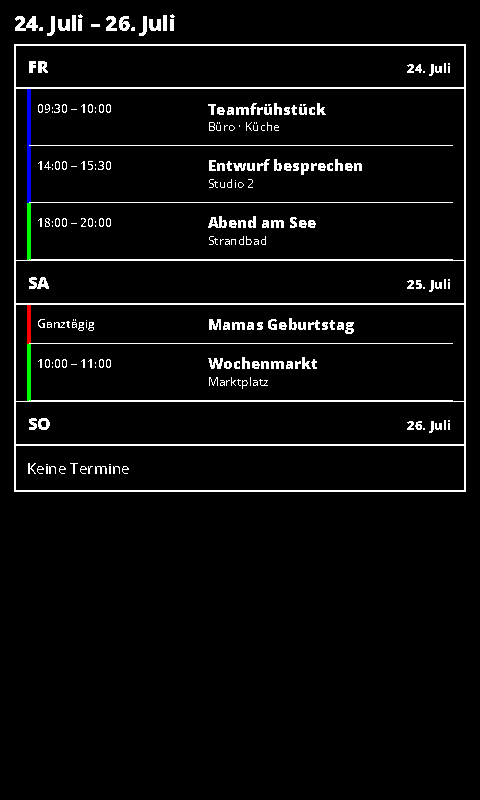 24. Juli – 26. Juli
FR 24. Juli
09:30 – 10:00 Teamfrühstück
Büro · Küche
14:00 – 15:30 Entwurf besprechen
Studio 2
18:00 – 20:00 Abend am See
Strandbad
SA 25. Juli
Ganztägig Mamas Geburtstag
10:00 – 11:00 Wochenmarkt
Marktplatz
SO 26. Juli
Keine Termine